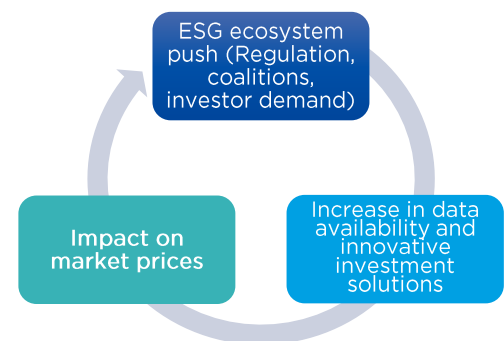 ESG ecosystem
push (Regulation,
coalitions,
investor demand)
Increase in data
availability and
innovative
investment
solutions
Impact on
market prices